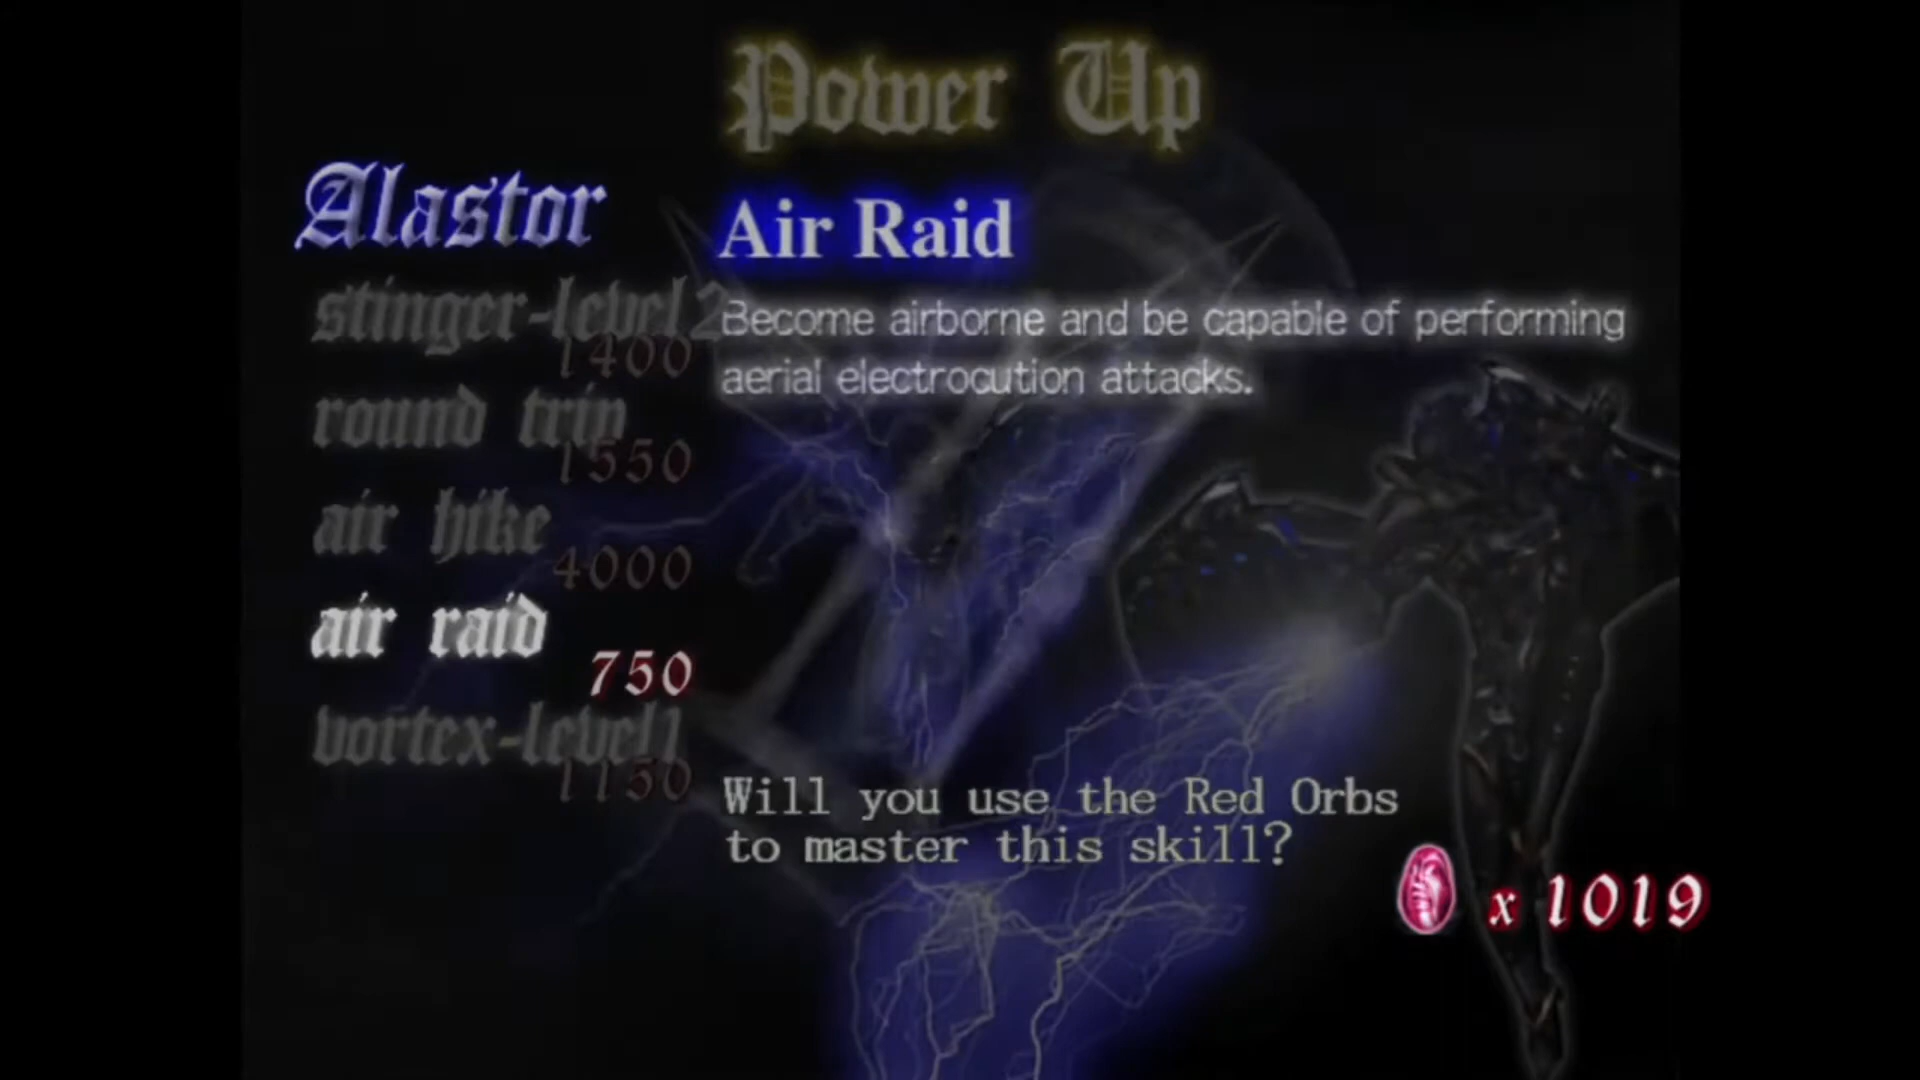 Power Up
Alastor
stinger-level2
1400
round trip
1550
air hike
4000
air raid
750
vortex-level1
1150
Air Raid
Become airborne and be capable of performing
aerial electrocution attacks.
Will you use the Red Orbs
to master this skill?
x 1019